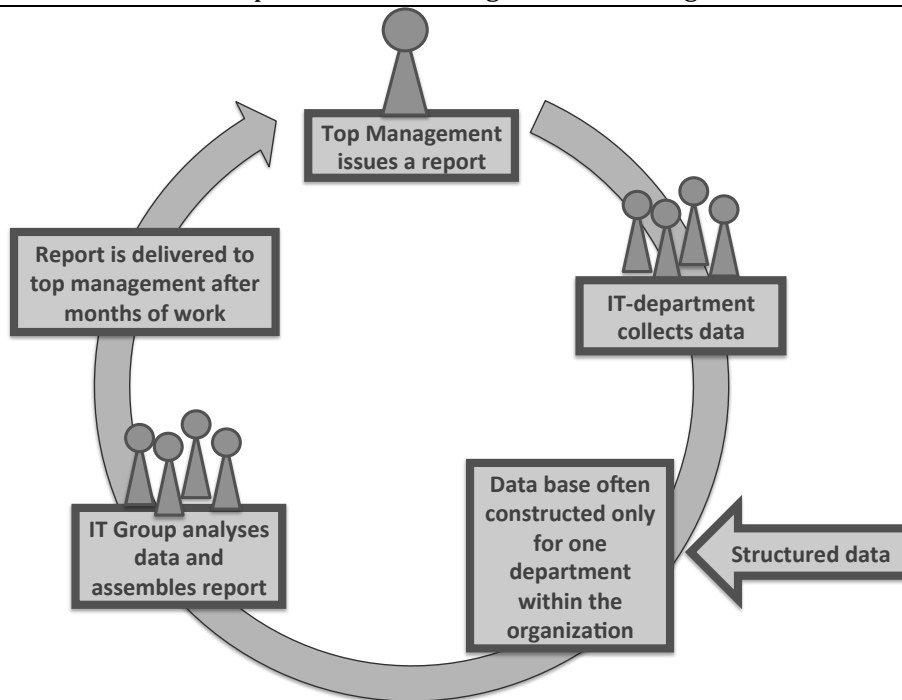 Top Management
issues a report
IT-department
collects data
Data base often
constructed only
for one
department
within the
organization
Structured data
IT Group analyses
data and
assembles report
Report is delivered to
top management after
months of work